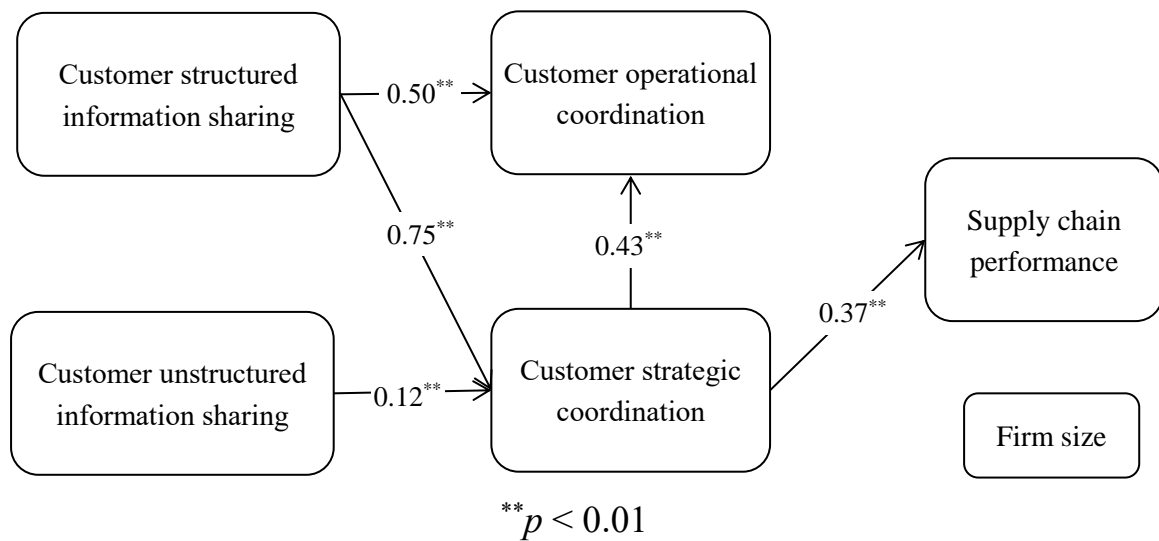 Customer structured
information sharing
0.50**
Customer operational
coordination
0.75**
0.43**
Supply chain
performance
0.37**
Customer unstructured
information sharing
0.12**
Customer strategic
coordination
Firm size
**p < 0.01